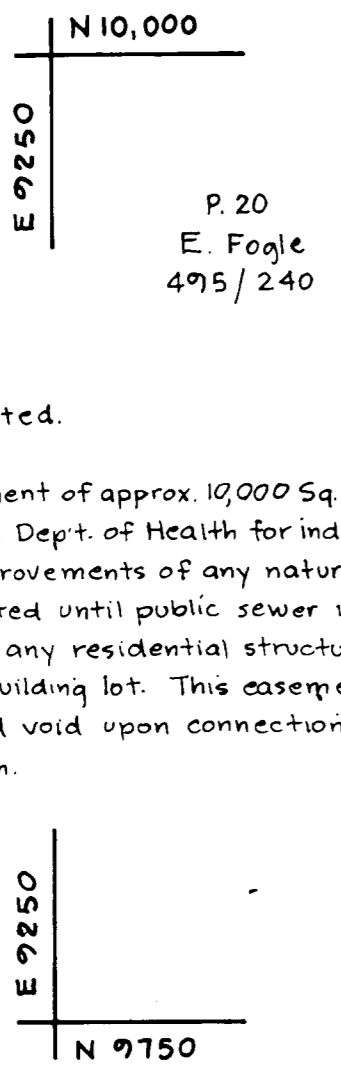 N 10,000
E 9250
P. 20
E. Fogle
495 / 240
ted.
ment of approx. 10,000 Sq.
Dep't. of Health for ind
rovements of any natur
red until public sewer
any residential structu
uilding lot. This easeme
d void upon connection
n.
E 9250
N 9750